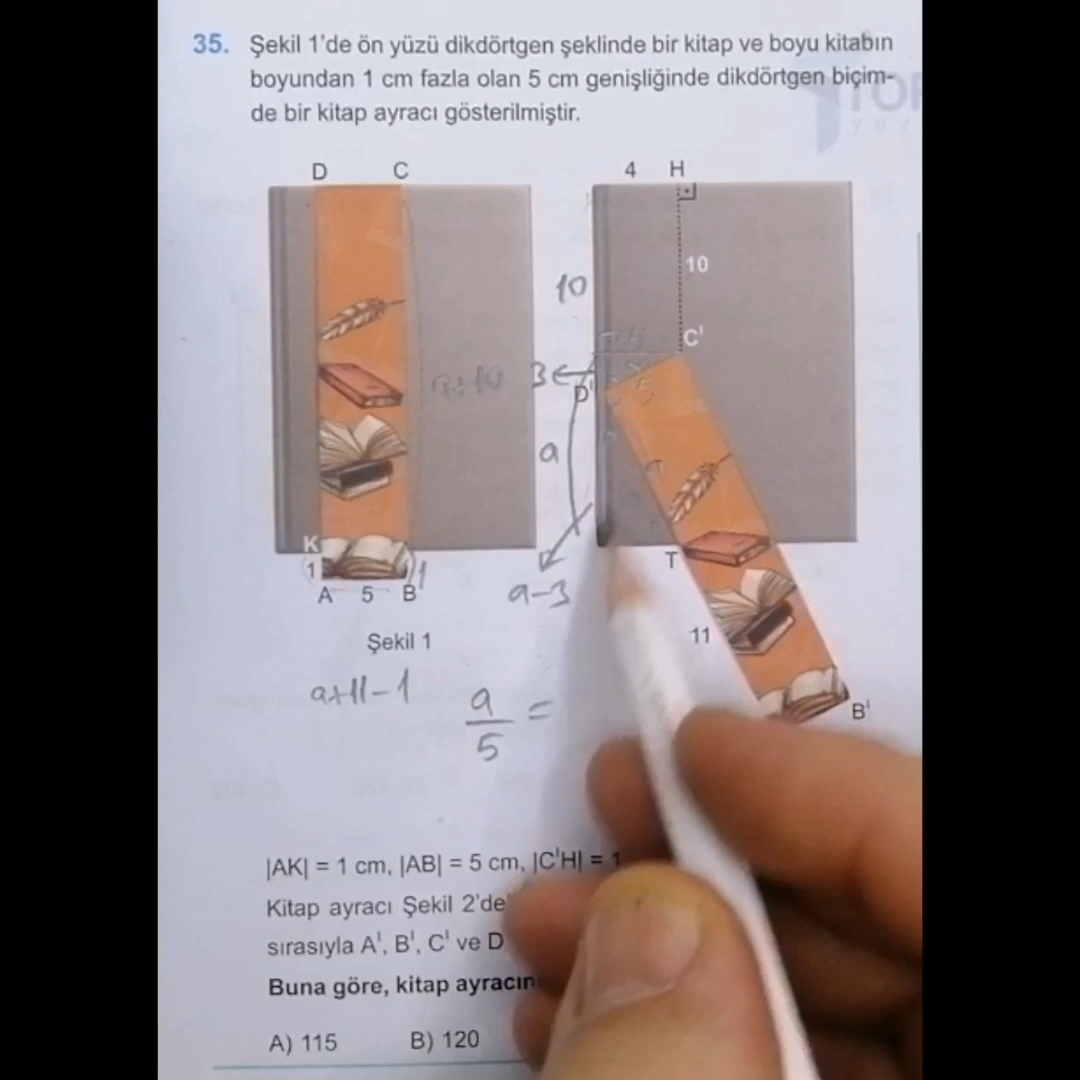 35. Şekil 1'de ön yüzü dikdörtgen şeklinde bir kitap ve boyu kitabın
boyundan 1 cm fazla olan 5 cm genişliğinde dikdörtgen biçim-
de bir kitap ayracı gösterilmiştir.
D C
4 H
10
10
C'
a+10
3
D'
a
K
1
1
A 5 B
T
a-3
11
Şekil 1
a+11-1
a/5 =
B'
|AK| = 1 cm, |AB| = 5 cm, |C'H| = 1
Kitap ayracı Şekil 2'de
sırasıyla A', B', C' ve D
Buna göre, kitap ayracın
A) 115 B) 120